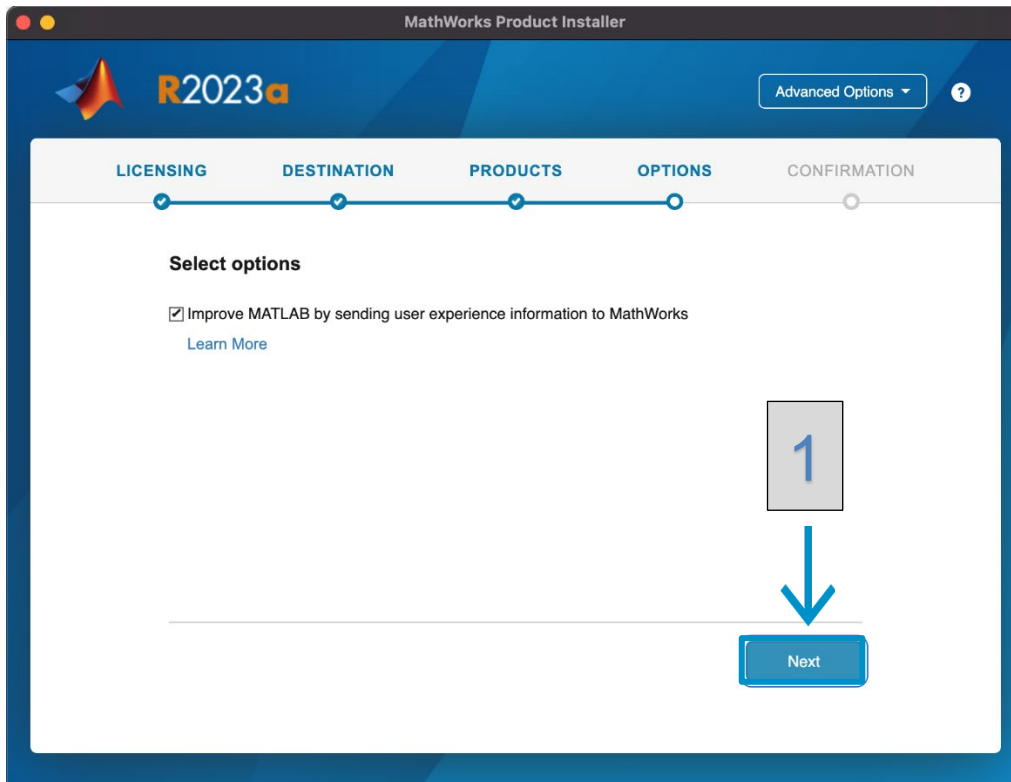 MathWorks Product Installer
R2023a
Advanced Options
?
LICENSING DESTINATION PRODUCTS OPTIONS CONFIRMATION
Select options
Improve MATLAB by sending user experience information to MathWorks
Learn More
1
Next